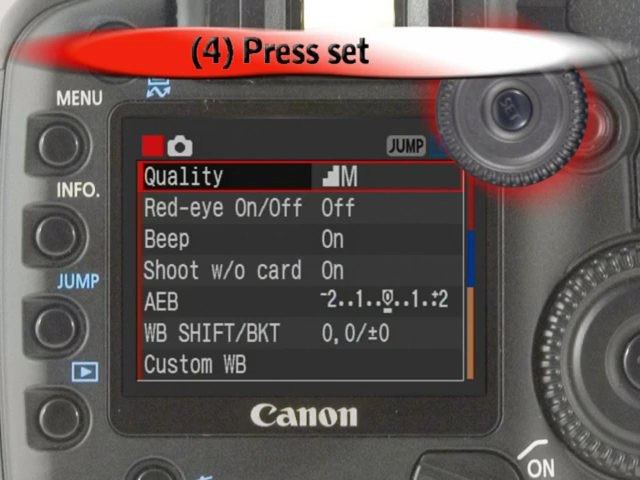 (4) Press set
MENU
SET
JUMP
INFO.
Quality M
Red-eye On/Off Off
Beep On
Shoot w/o card On
AEB -2..1..0..1.+2
WB SHIFT/BKT 0,0/±0
Custom WB
JUMP
Canon
ON